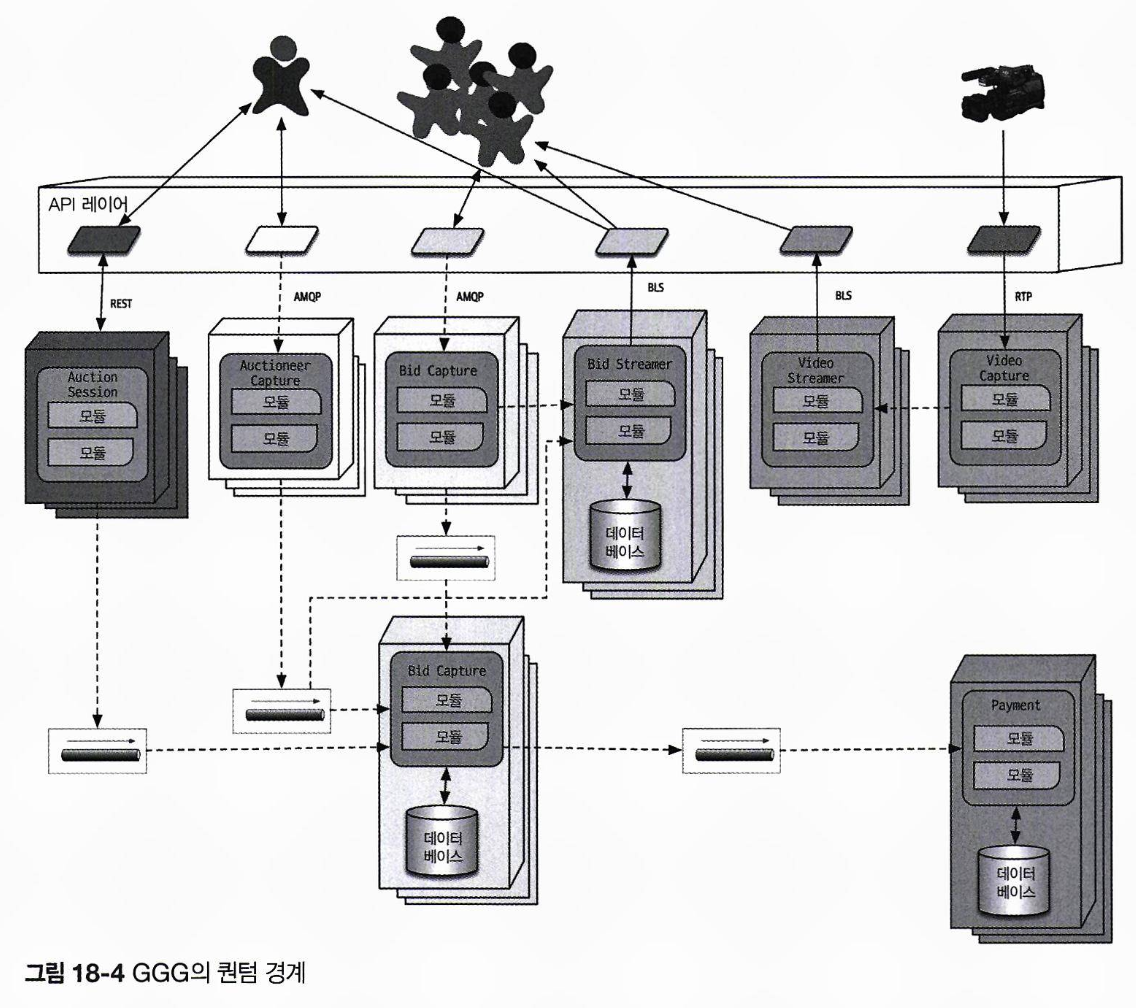 API 레이어
REST
AMQP
AMQP
BLS
BLS
RTP
Auction
Session
모듈
모듈
Auctioneer
Capture
모듈
모듈
Bid Capture
모듈
모듈
Bid Streamer
모듈
모듈
데이터
베이스
Video
Streamer
모듈
모듈
Video
Capture
모듈
모듈
Bid Capture
모듈
모듈
데이터
베이스
Payment
모듈
모듈
데이터
베이스
그림 18-4 GGG의 퀀텀 경계